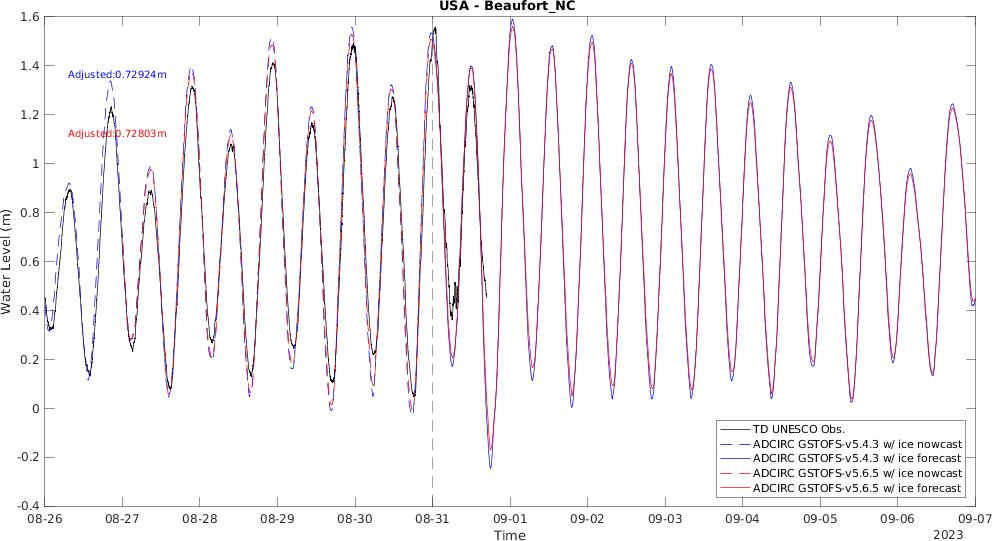 USA - Beaufort_NC
1.6
1.4
1.2
1
0.8
0.6
0.4
0.2
0
-0.2
-0.4
Water Level (m)
Adjusted:0.72924m
Adjusted:0.72803m
TD UNESCO Obs.
ADCIRC GSTOFS-v5.4.3 w/ ice nowcast
ADCIRC GSTOFS-v5.4.3 w/ ice forecast
ADCIRC GSTOFS-v5.6.5 w/ ice nowcast
ADCIRC GSTOFS-v5.6.5 w/ ice forecast
08-26 08-27 08-28 08-29 08-30 08-31 09-01 09-02 09-03 09-04 09-05 09-06 09-07
Time
2023